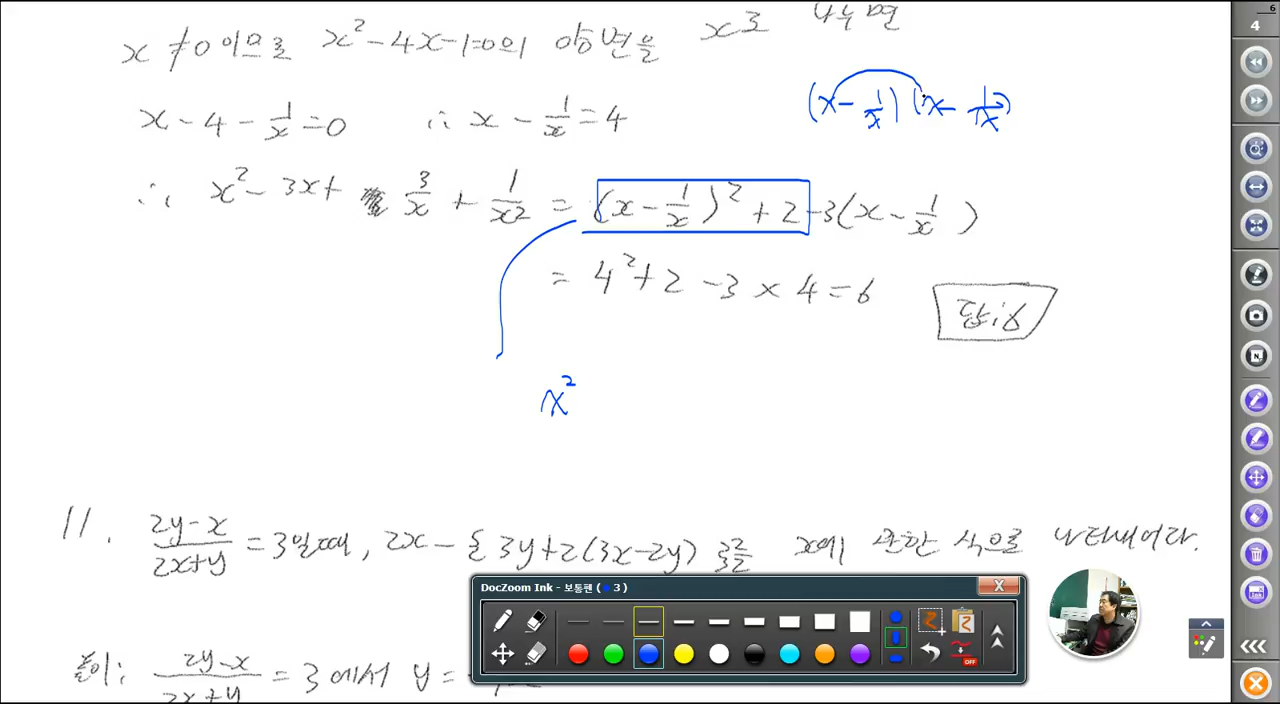 x로 나누면
x≠0이므로 x²-4x-1=0의 양변을
(x-1/x)(x-1/x)
x-4-1/x=0 ∴ x-1/x=4
∴ x²-3x+3/x+1/x²=(x-1/x)²+2-3(x-1/x)
=4²+2-3×4=6
답:6
x²
11. (2y-x)/(2x+y)=3일때, 2x-{3y+2(3x-2y) x에 관한 식으로 나타내어라.
DocZoom Ink - 보통펜 ( 3 )
OFF
풀이: (2y-x)/(2x+y)=3에서 y=
6
4
N
Ink